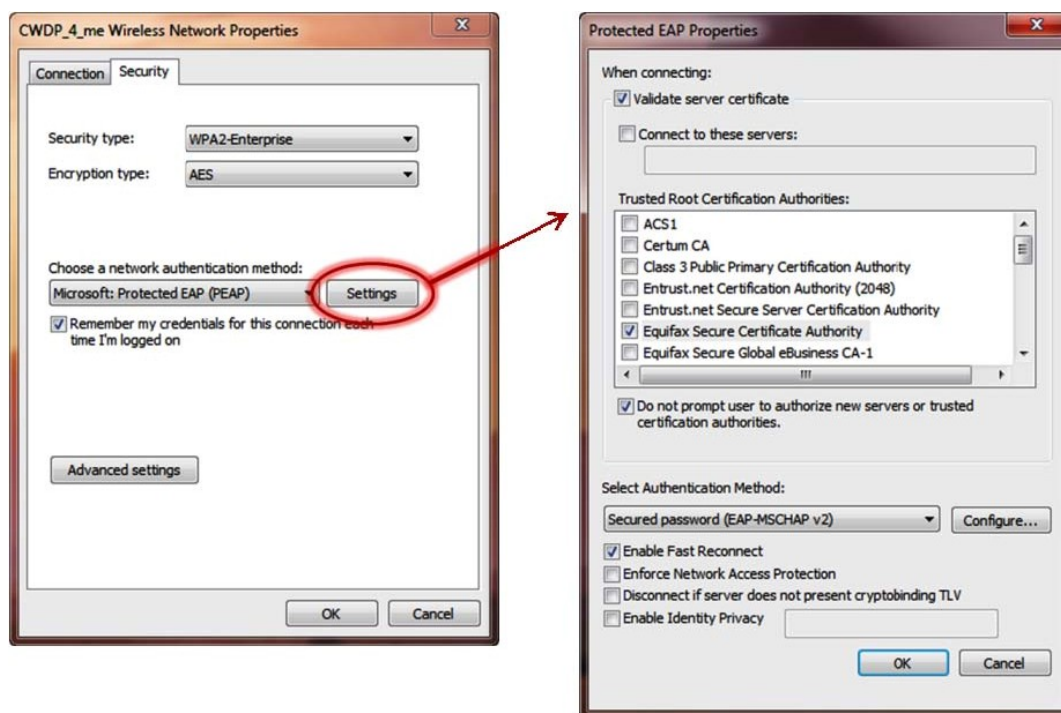 CWDP_4_me Wireless Network Properties
Connection
Security
Security type:
WPA2-Enterprise
Encryption type:
AES
Choose a network authentication method:
Microsoft: Protected EAP (PEAP)
Settings
Remember my credentials for this connection each
time I'm logged on
Advanced settings
OK
Cancel
Protected EAP Properties
When connecting:
Validate server certificate
Connect to these servers:
Trusted Root Certification Authorities:
ACS1
Certum CA
Class 3 Public Primary Certification Authority
Entrust.net Certification Authority (2048)
Entrust.net Secure Server Certification Authority
Equifax Secure Certificate Authority
Equifax Secure Global eBusiness CA-1
Do not prompt user to authorize new servers or trusted
certification authorities.
Select Authentication Method:
Secured password (EAP-MSCHAP v2)
Configure...
Enable Fast Reconnect
Enforce Network Access Protection
Disconnect if server does not present cryptobinding TLV
Enable Identity Privacy
OK
Cancel